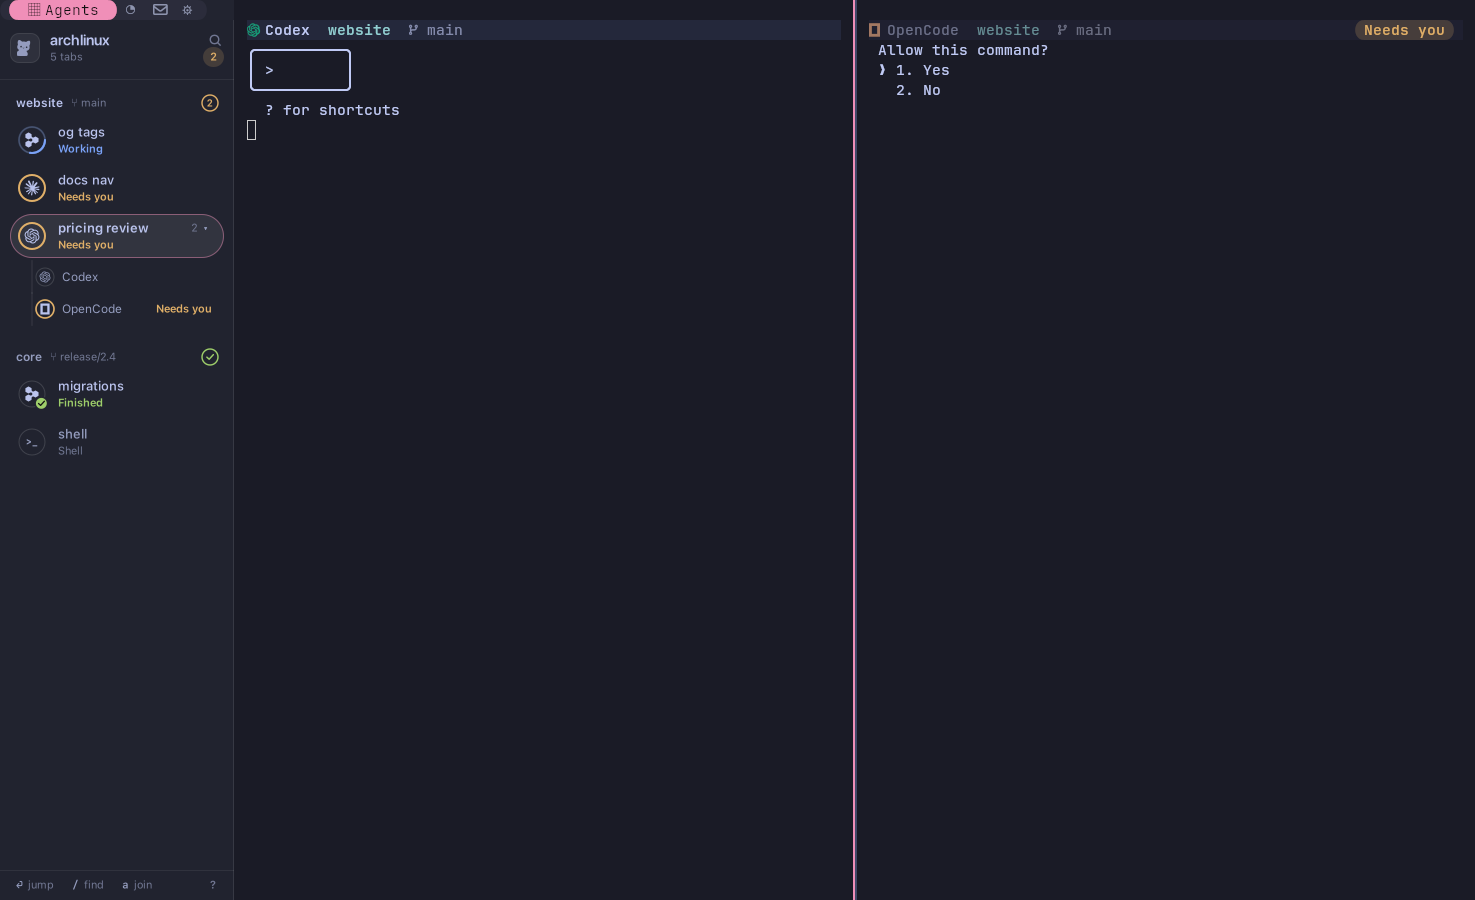 Agents
archlinux
5 tabs
2
website main 2
og tags
Working
docs nav
Needs you
pricing review 2
Needs you
Codex
OpenCode Needs you
core release/2.4
migrations
Finished
>_ shell
Shell
jump / find a join ?
Codex website main
>
? for shortcuts
OpenCode website main Needs you
Allow this command?
❯ 1. Yes
2. No